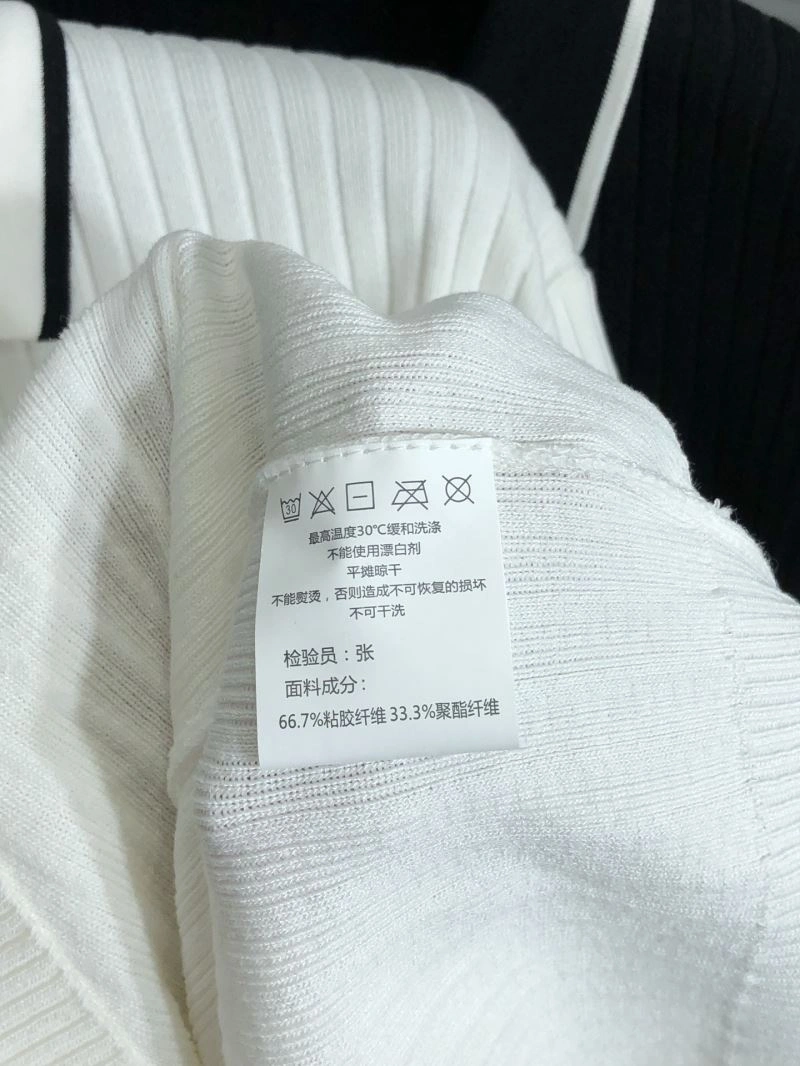 30
最高温度30℃缓和洗涤
不能使用漂白剂
平摊晾干
不能熨烫，否则造成不可恢复的损坏
不可干洗
检验员：张
面料成分：
66.7%粘胶纤维 33.3%聚酯纤维